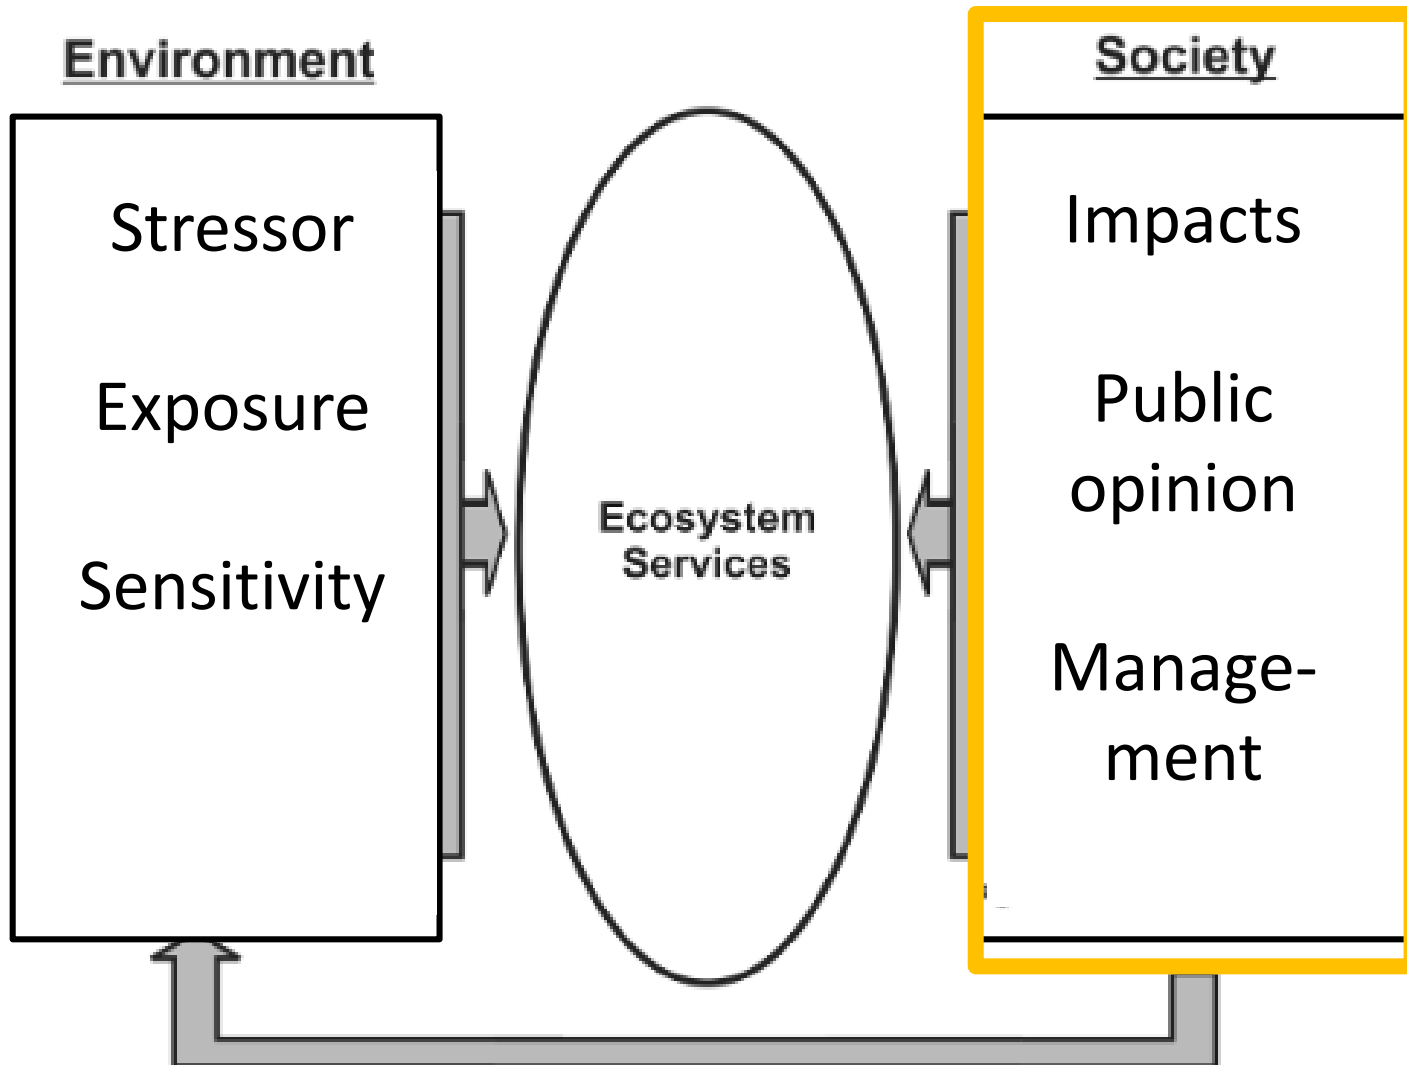 Environment
Stressor
Exposure
Sensitivity
Ecosystem
Services
Society
Impacts
Public
opinion
Manage-
ment